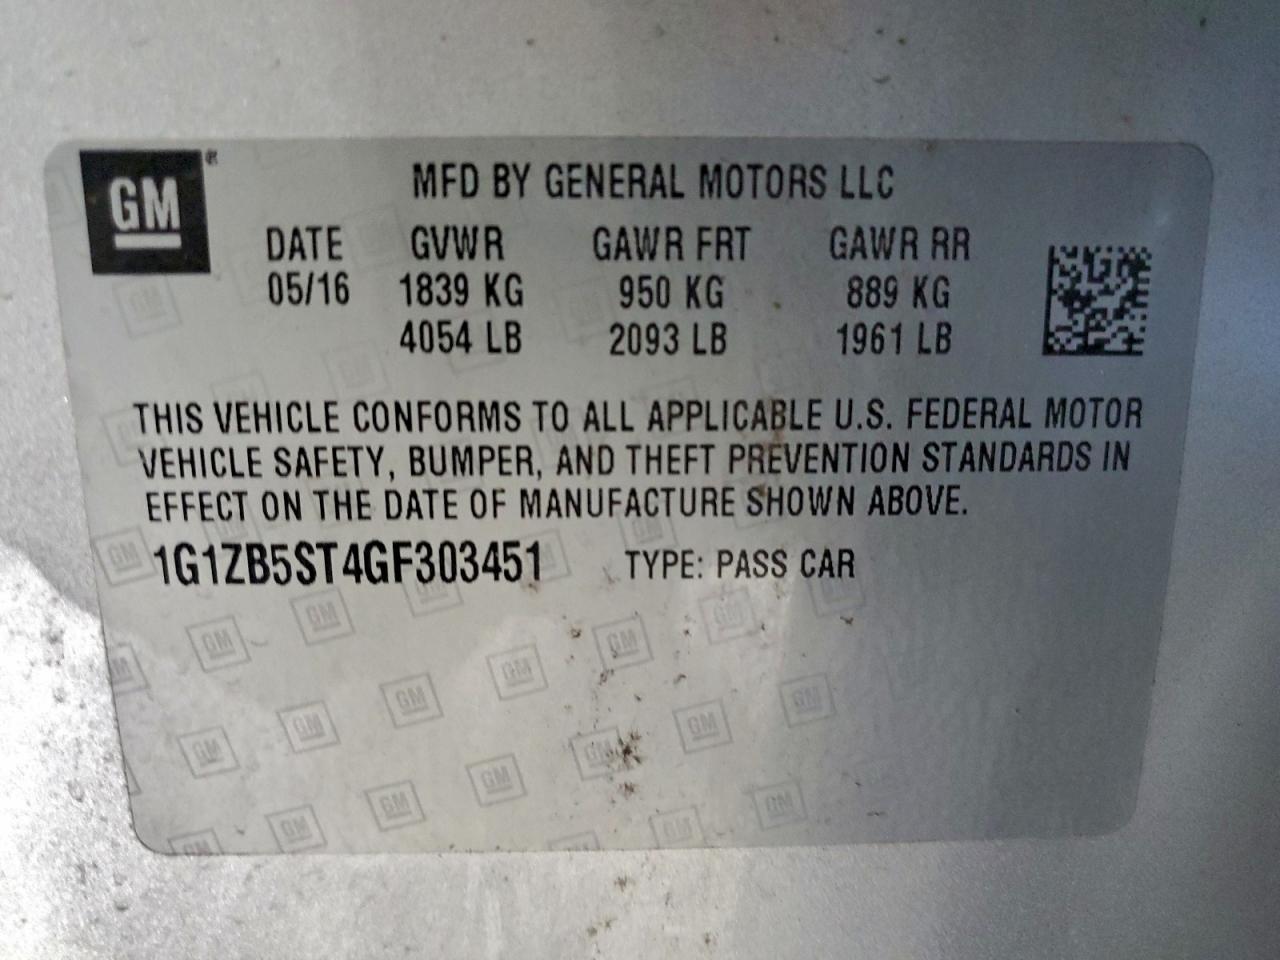 GM®
MFD BY GENERAL MOTORS LLC
DATE GVWR GAWR FRT GAWR RR
05/16 1839 KG 950 KG 889 KG
4054 LB 2093 LB 1961 LB
THIS VEHICLE CONFORMS TO ALL APPLICABLE U.S. FEDERAL MOTOR
VEHICLE SAFETY, BUMPER, AND THEFT PREVENTION STANDARDS IN
EFFECT ON THE DATE OF MANUFACTURE SHOWN ABOVE.
1G1ZB5ST4GF303451 TYPE: PASS CAR